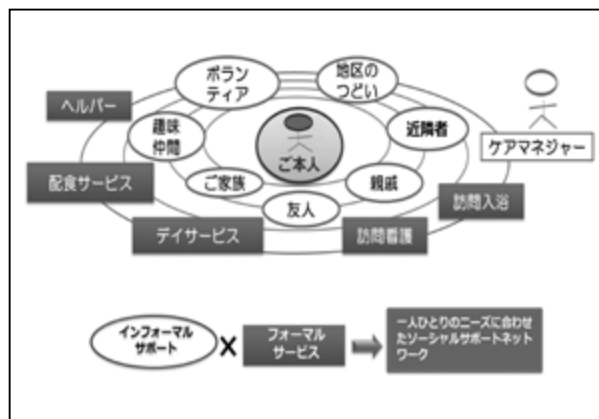 ボラン
ティア
地区の
つどい
ヘルパー
趣味
仲間
近隣者
ケアマネジャー
ご本人
配食サービス
ご家族
親戚
訪問入浴
友人
デイサービス
訪問看護
インフォーマル
サポート
×
フォーマル
サービス
一人ひとりのニーズに合わせ
たソーシャルサポートネット
ワーク